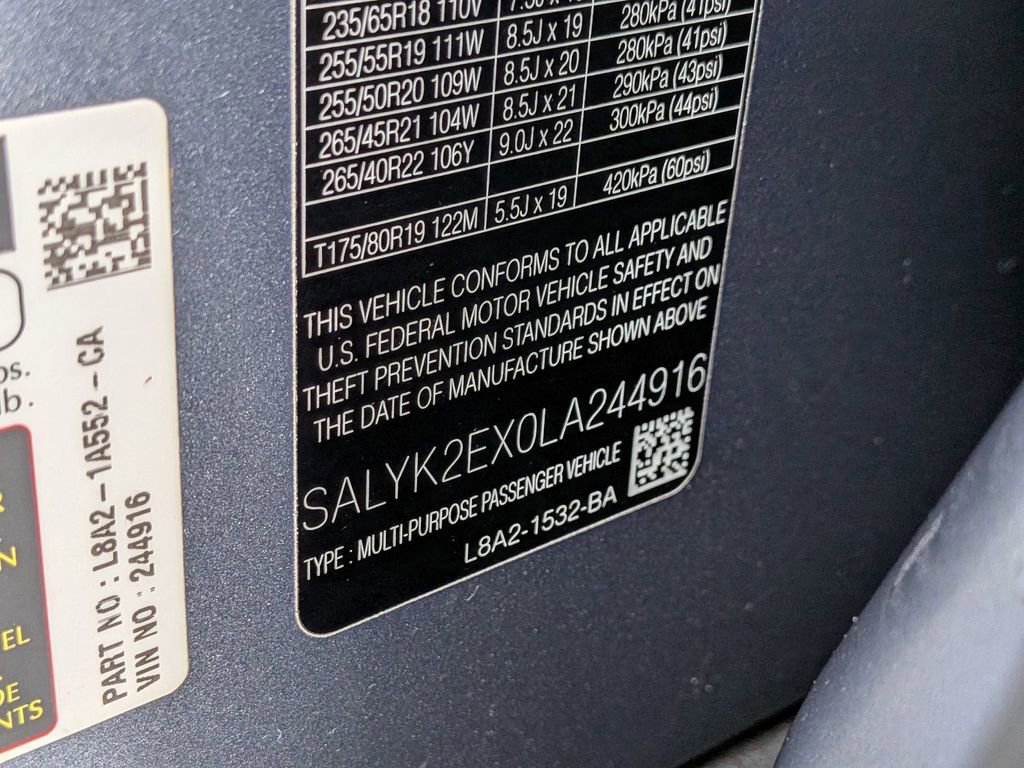 235/65R18 110V
280kPa (41psi)
255/55R19 111W 8.5J x 19 280kPa (41psi)
255/50R20 109W 8.5J x 20 290kPa (43psi)
265/45R21 104W 8.5J x 21 300kPa (44psi)
265/40R22 106Y 9.0J x 22
T175/80R19 122M 5.5J x 19 420kPa (60psi)
THIS VEHICLE CONFORMS TO ALL APPLICABLE
U.S. FEDERAL MOTOR VEHICLE SAFETY AND
THEFT PREVENTION STANDARDS IN EFFECT ON
THE DATE OF MANUFACTURE SHOWN ABOVE
SALYK2EX0LA244916
TYPE : MULTI-PURPOSE PASSENGER VEHICLE
L8A2-1532-BA
PART NO : L8A2-1A552-CA
VIN NO : 244916
lb.